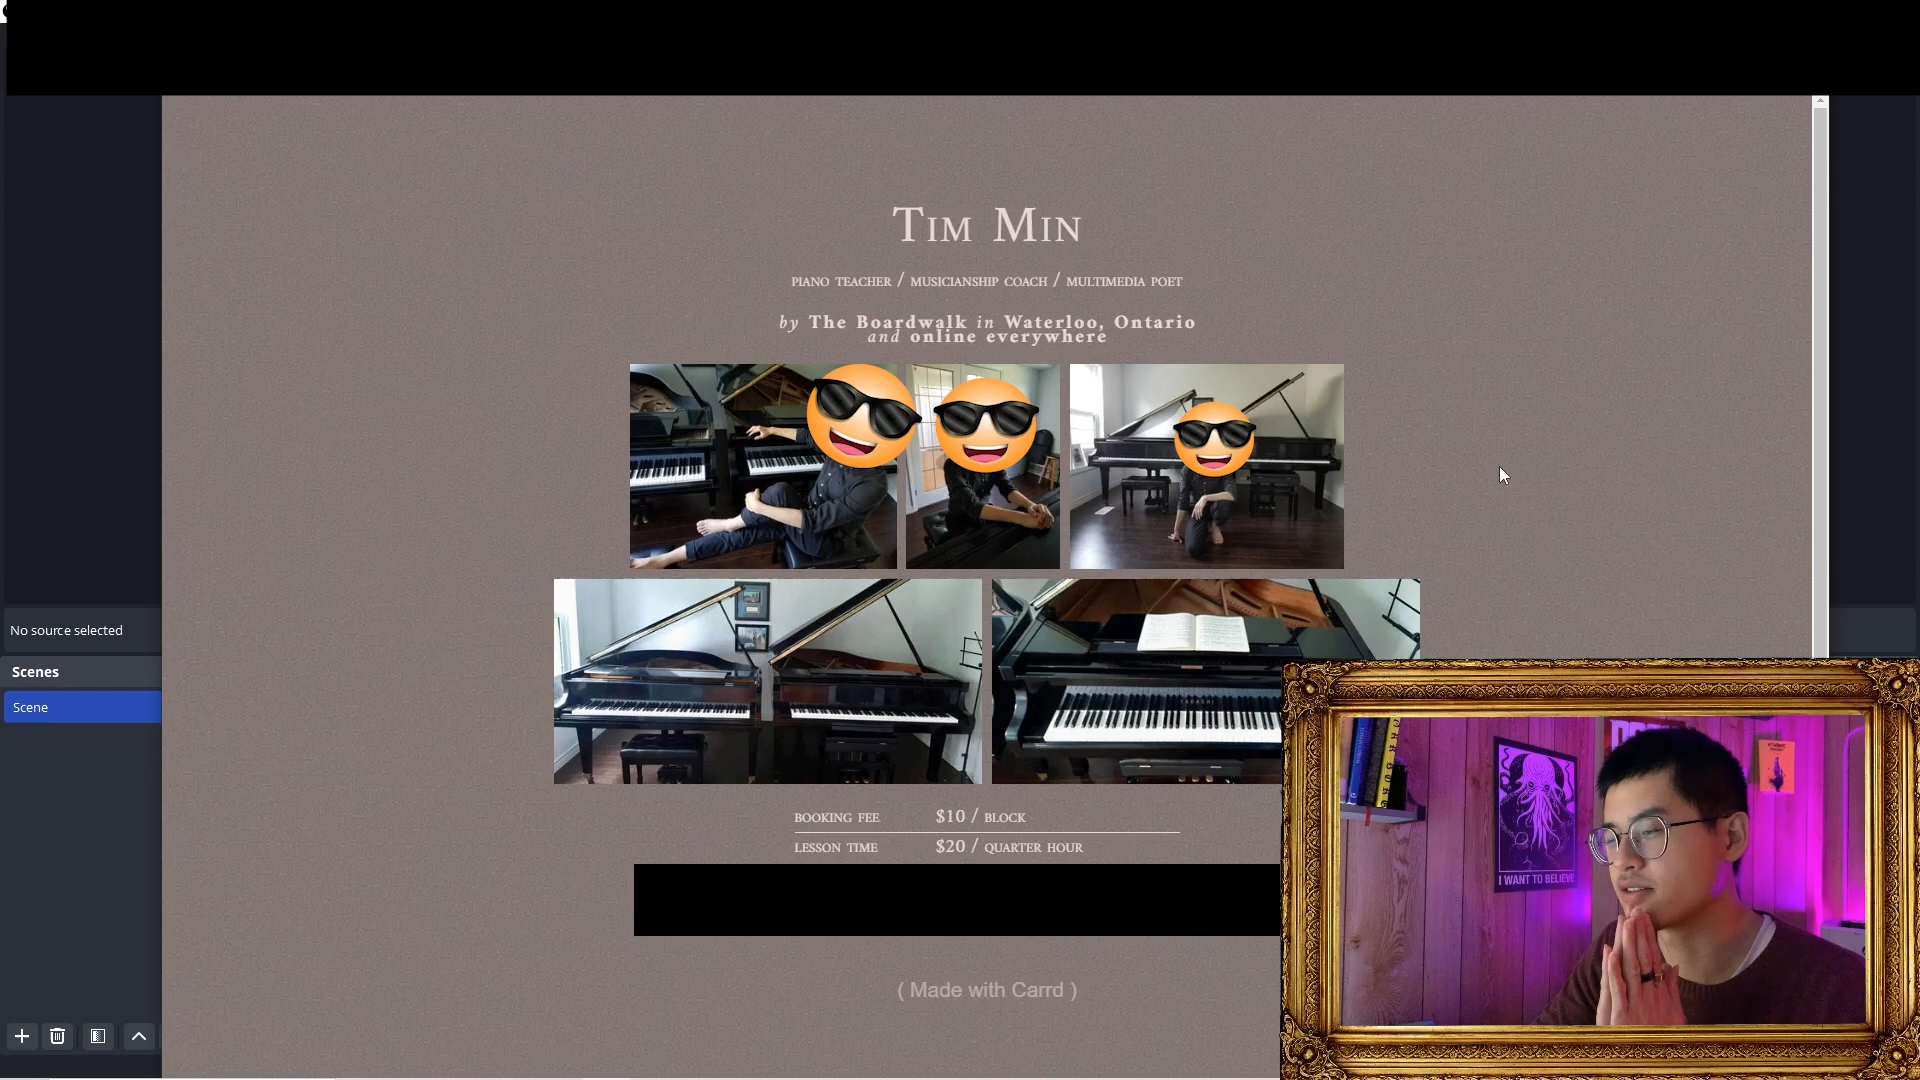 Tim Min
piano teacher / musicianship coach / multimedia poet
by The Boardwalk in Waterloo, Ontario
and online everywhere
No source selected
Scenes
Scene
YAMAHA
I WANT TO BELIEVE
booking fee $10 / block
lesson time $20 / quarter hour
( Made with Carrd )